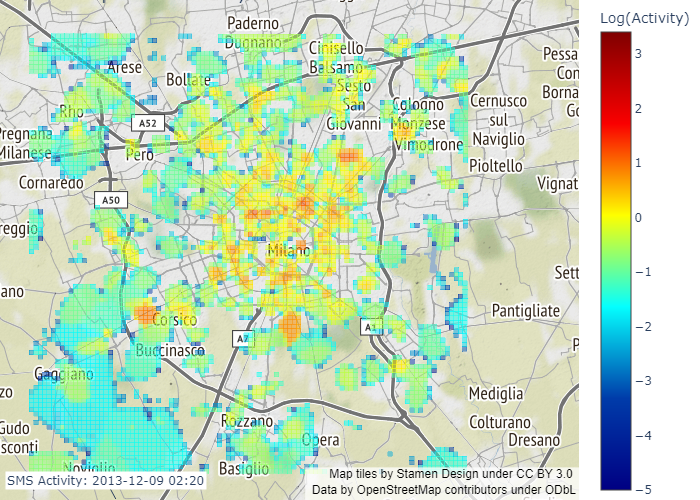 Log(Activity)
Paderno
Dugnano
Cinisello
Balsamo
Arese
Bollate
Sesto
San
Giovanni
Pessa
Rho
A52
Cologno
Monzese
Cernusco
sul
Naviglio
Borna
Pregnana
Milanese
Pero
Vimodrone
Pioltello
Cornaredo
Vignat
A50
reggio
Milano
Sett
ano
Pantigliate
Corsico
A7
A1
Buccinasco
Gaggiano
zo
Mediglia
Gudo
sconti
Rozzano
Opera
Colturano
Dresano
Noviglio
Basiglio
SMS Activity: 2013-12-09 02:20
Map tiles by Stamen Design under CC BY 3.0
Data by OpenStreetMap contributors under ODbL
3
2
1
0
−1
−2
−3
−4
−5